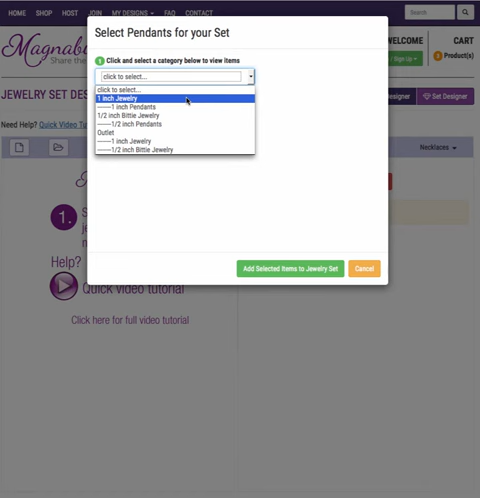 HOME SHOP HOST JOIN MY DESIGNS FAQ CONTACT
Search
Select Pendants for your Set
Magnab
Share the
WELCOME
CART
Sign Up
Product(s)
1 Click and select a category below to view items
click to select...
click to select...
1 inch Jewelry
-------1 inch Pendants
1/2 inch Bittie Jewelry
-------1/2 inch Pendants
Outlet
-------1 inch Jewelry
-------1/2 inch Bittie Jewelry
JEWELRY SET DES
Set Designer
Need Help? Quick Video Tu
Necklaces
1.
Help?
Add Selected Items to Jewelry Set
Cancel
Quick video tutorial
Click here for full video tutorial